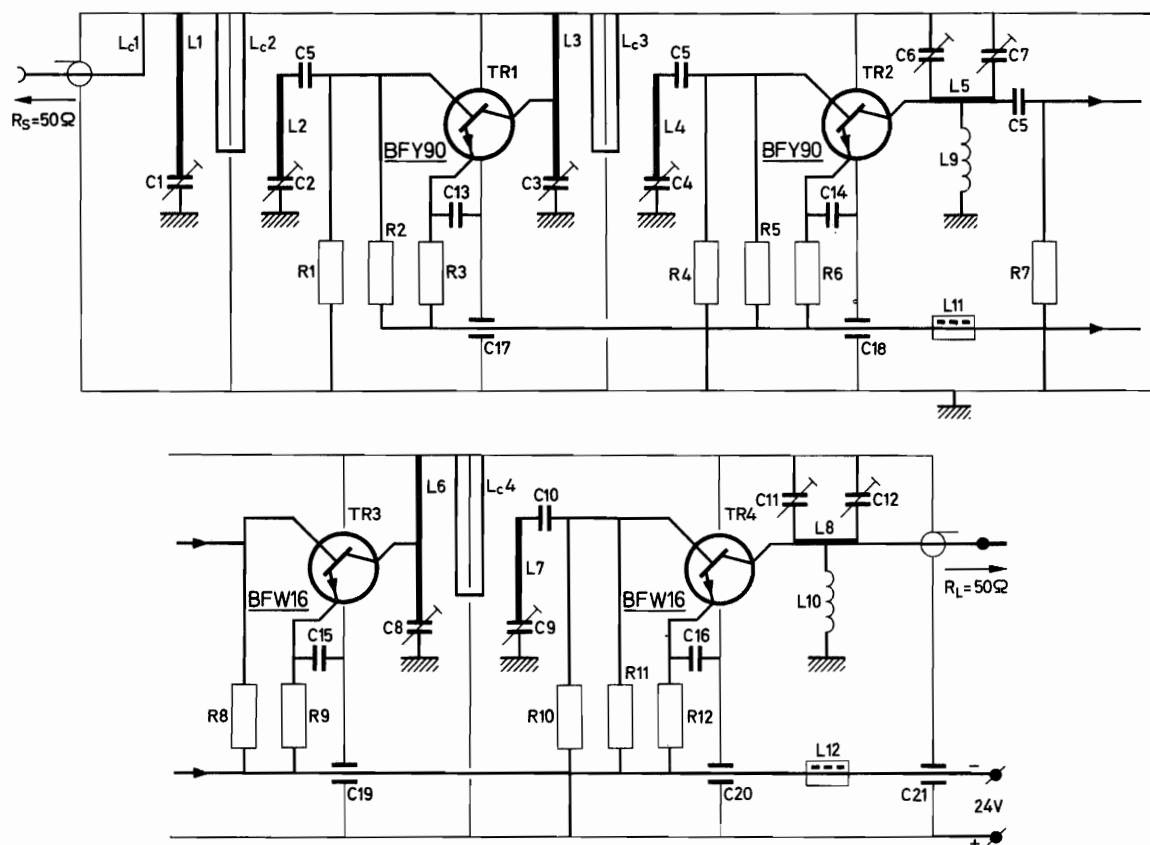 Lc1
L1
Lc2
C5
TR1
L3
Lc3
C5
TR2
C6
C7
L5
C5
RS=50Ω
L2
BFY90
L4
BFY90
L9
C1
C2
C13
C3
C4
C14
R1
R2
R3
R4
R5
R6
R7
L11
C17
C18
TR3
L6
Lc4
C10
TR4
C11
C12
L8
BFW16
L7
BFW16
L10
RL=50Ω
C15
C8
C9
C16
R8
R9
R10
R11
R12
L12
C19
C20
C21
−
24V
+